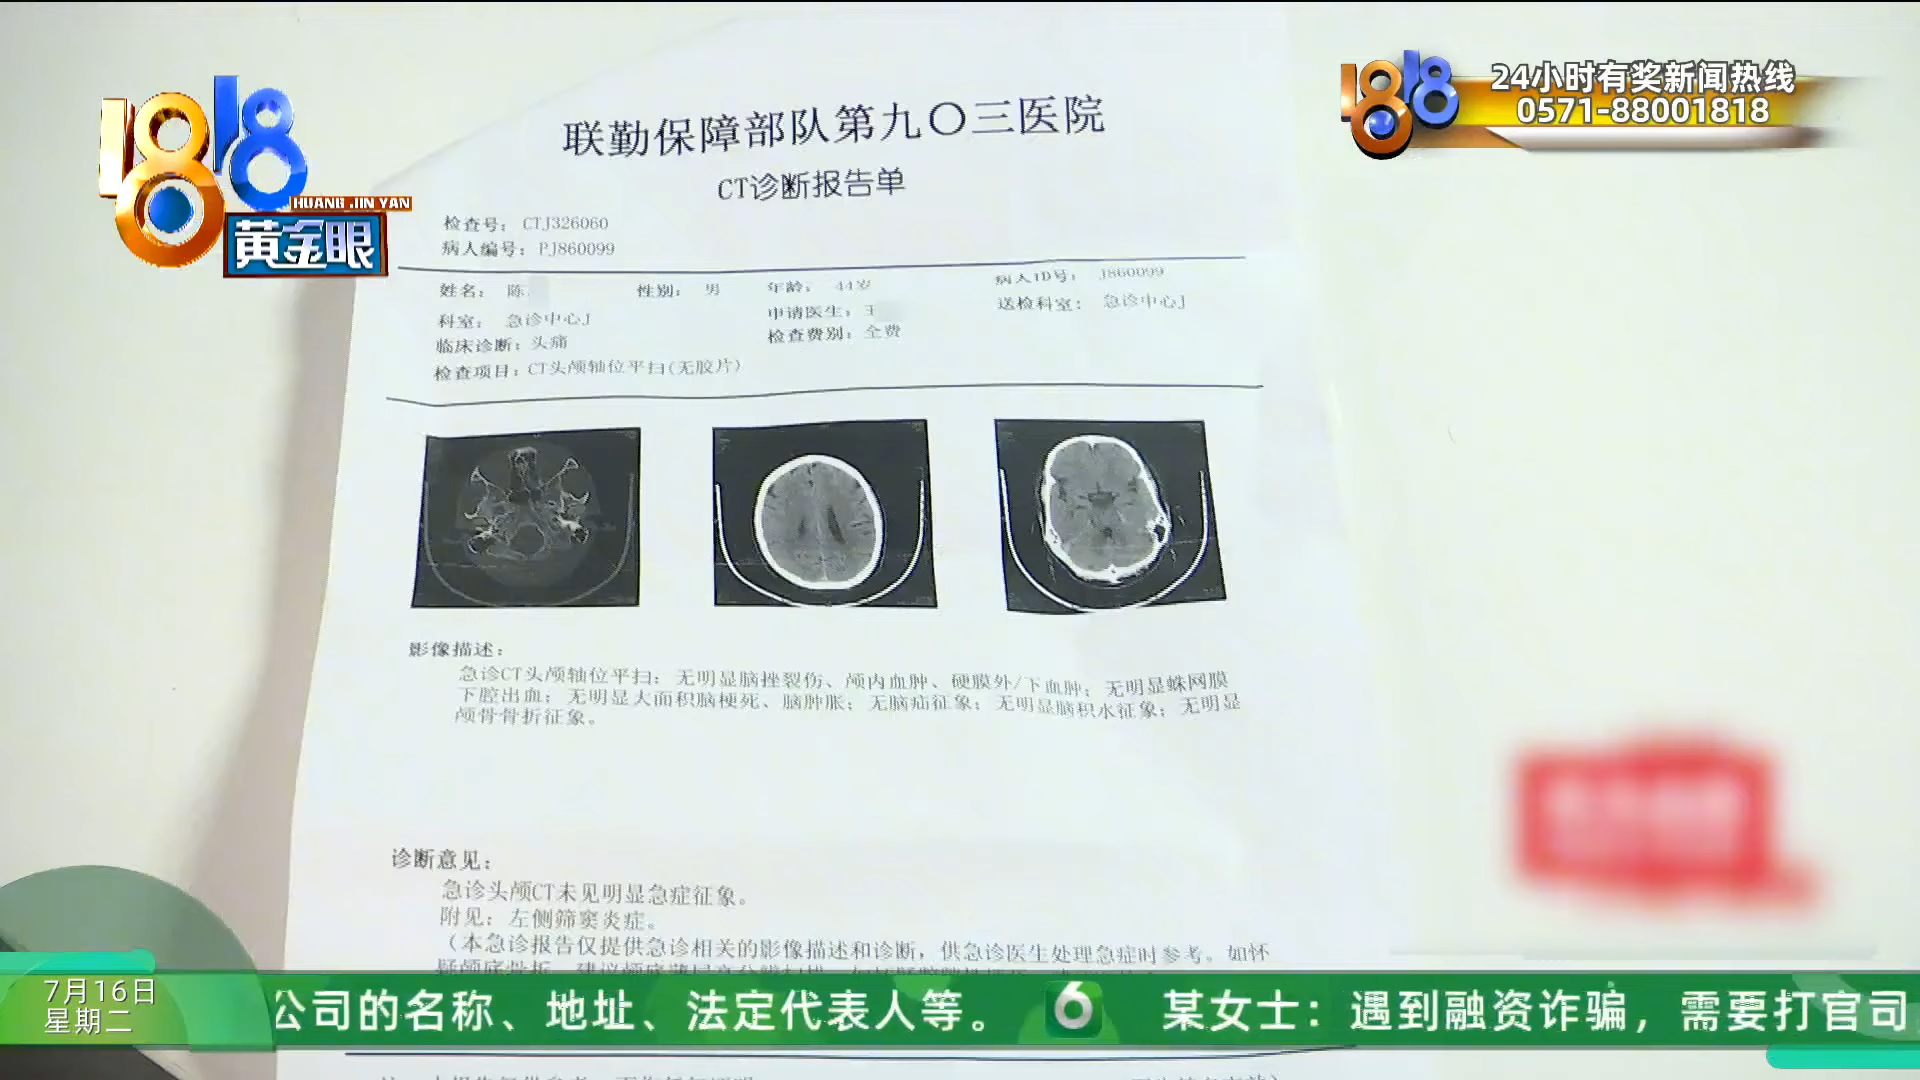 1818
HUANG JIN YAN
黄金眼
1818
24小时有奖新闻热线
0571-88001818
联勤保障部队第九〇三医院
CT诊断报告单
检查号：CTJ326060
病人编号：PJ860099
姓名：陈 性别：男 年龄：44岁 病人ID号：J860099
科室：急诊中心J 申请医生：王 送检科室：急诊中心J
临床诊断：头痛 检查费别：全费
检查项目：CT头颅轴位平扫(无胶片)
影像描述：
急诊CT头颅轴位平扫：无明显脑挫裂伤、颅内血肿、硬膜外/下血肿；无明显蛛网膜
下腔出血；无明显大面积脑梗死、脑肿胀；无脑疝征象；无明显脑积水征象；无明显
颅骨骨折征象。
诊断意见：
急诊头颅CT未见明显急症征象。
附见：左侧筛窦炎症。
（本急诊报告仅提供急诊相关的影像描述和诊断，供急诊医生处理急症时参考。如怀
7月16日
星期二
公司的名称、地址、法定代表人等。 6 某女士：遇到融资诈骗，需要打官司